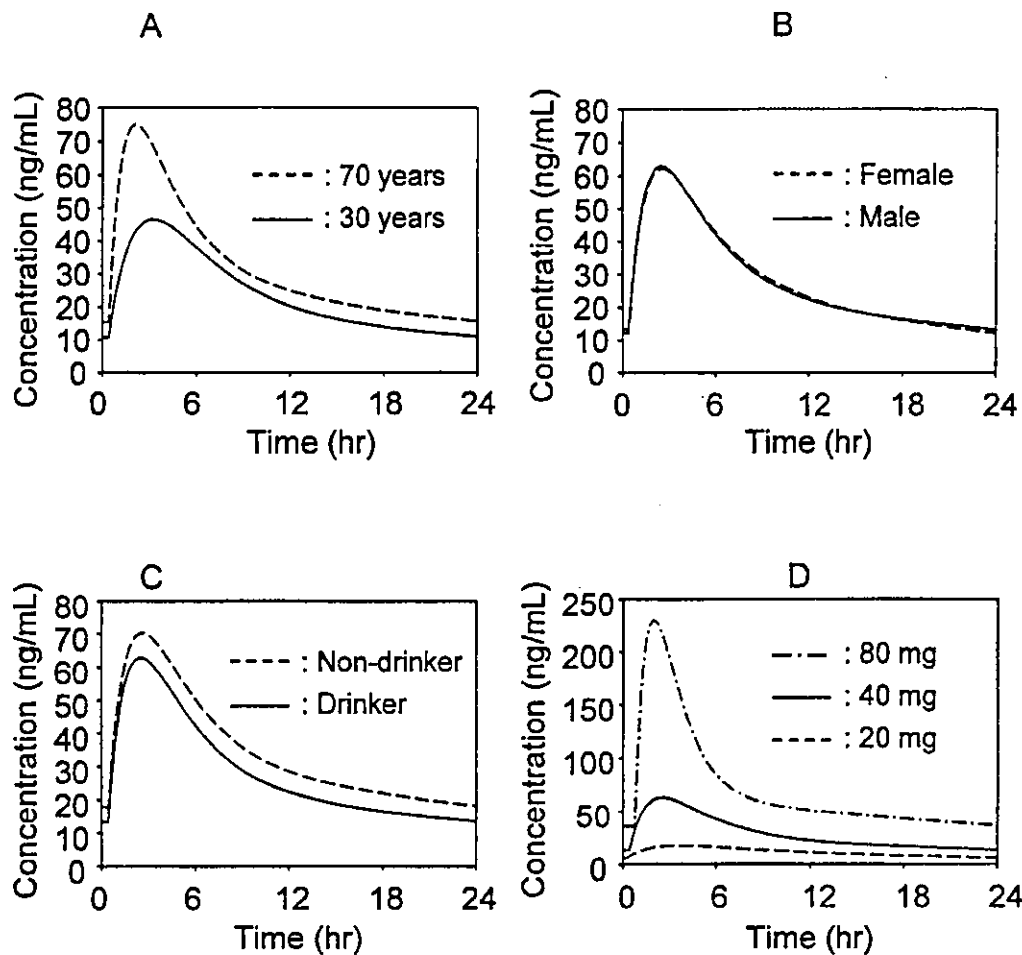 A
Concentration (ng/mL)
80
70
60
50
40
30
20
10
0
: 70 years
: 30 years
0 6 12 18 24
Time (hr)
B
Concentration (ng/mL)
80
70
60
50
40
30
20
10
0
: Female
: Male
0 6 12 18 24
Time (hr)
C
Concentration (ng/mL)
80
70
60
50
40
30
20
10
0
: Non-drinker
: Drinker
0 6 12 18 24
Time (hr)
D
Concentration (ng/mL)
250
200
150
100
50
0
: 80 mg
: 40 mg
: 20 mg
0 6 12 18 24
Time (hr)